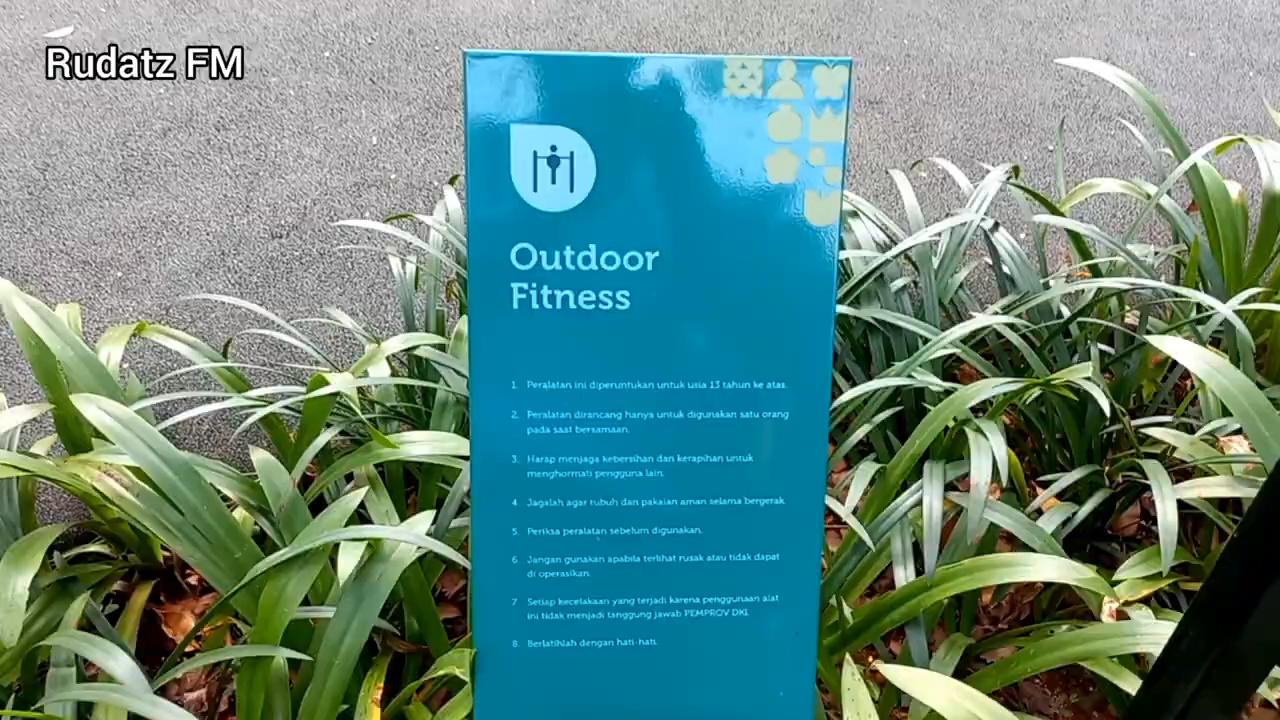 Rudatz FM
Outdoor
Fitness
1. Peralatan ini diperuntukan untuk usia 13 tahun ke atas.
2. Peralatan dirancang hanya untuk digunakan satu orang
pada saat bersamaan.
3. Harap menjaga kebersihan dan kerapihan untuk
menghormati pengguna lain.
4. Jagalah agar tubuh dan pakaian aman selama bergerak.
5. Periksa peralatan sebelum digunakan.
6. Jangan gunakan apabila terlihat rusak atau tidak dapat
di operasikan.
7. Setiap kecelakaan yang terjadi karena penggunaan alat
ini tidak menjadi tanggung jawab PEMPROV DKI.
8. Berlatihlah dengan hati-hati.